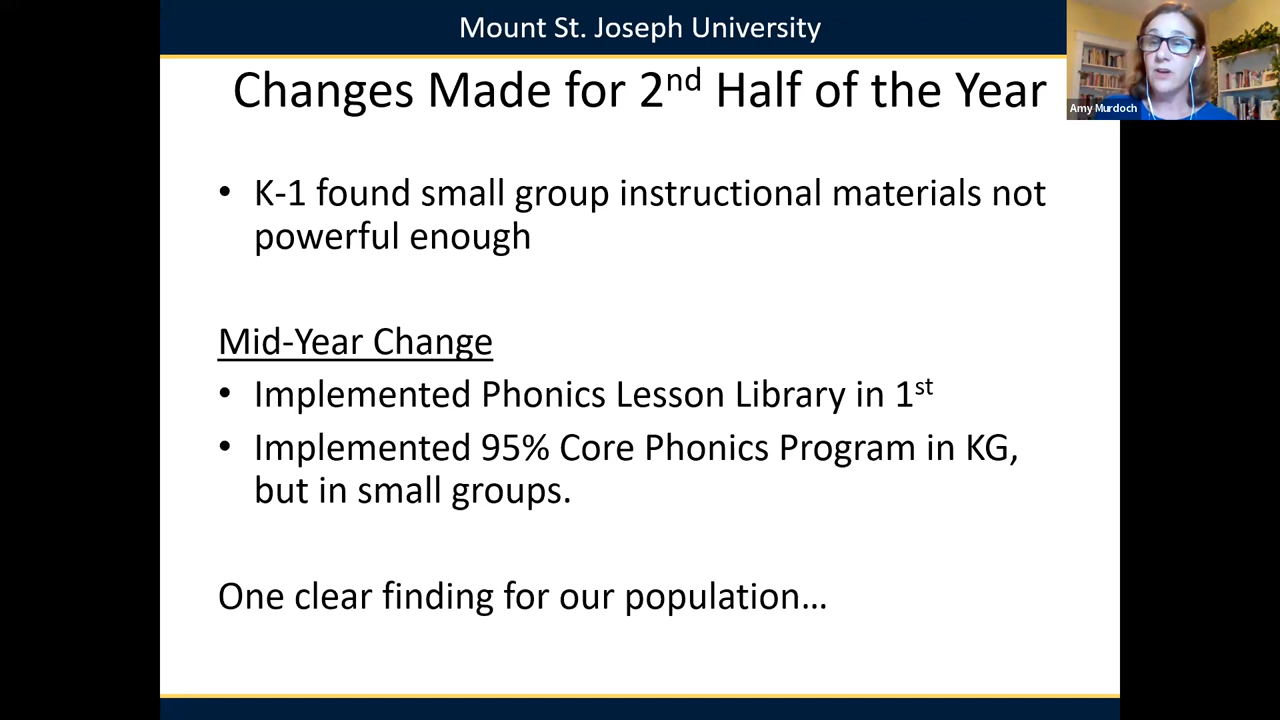 Mount St. Joseph University
Changes Made for 2nd Half of the Year
Amy Murdoch
• K-1 found small group instructional materials not
powerful enough
Mid-Year Change
• Implemented Phonics Lesson Library in 1st
• Implemented 95% Core Phonics Program in KG,
but in small groups.
One clear finding for our population…